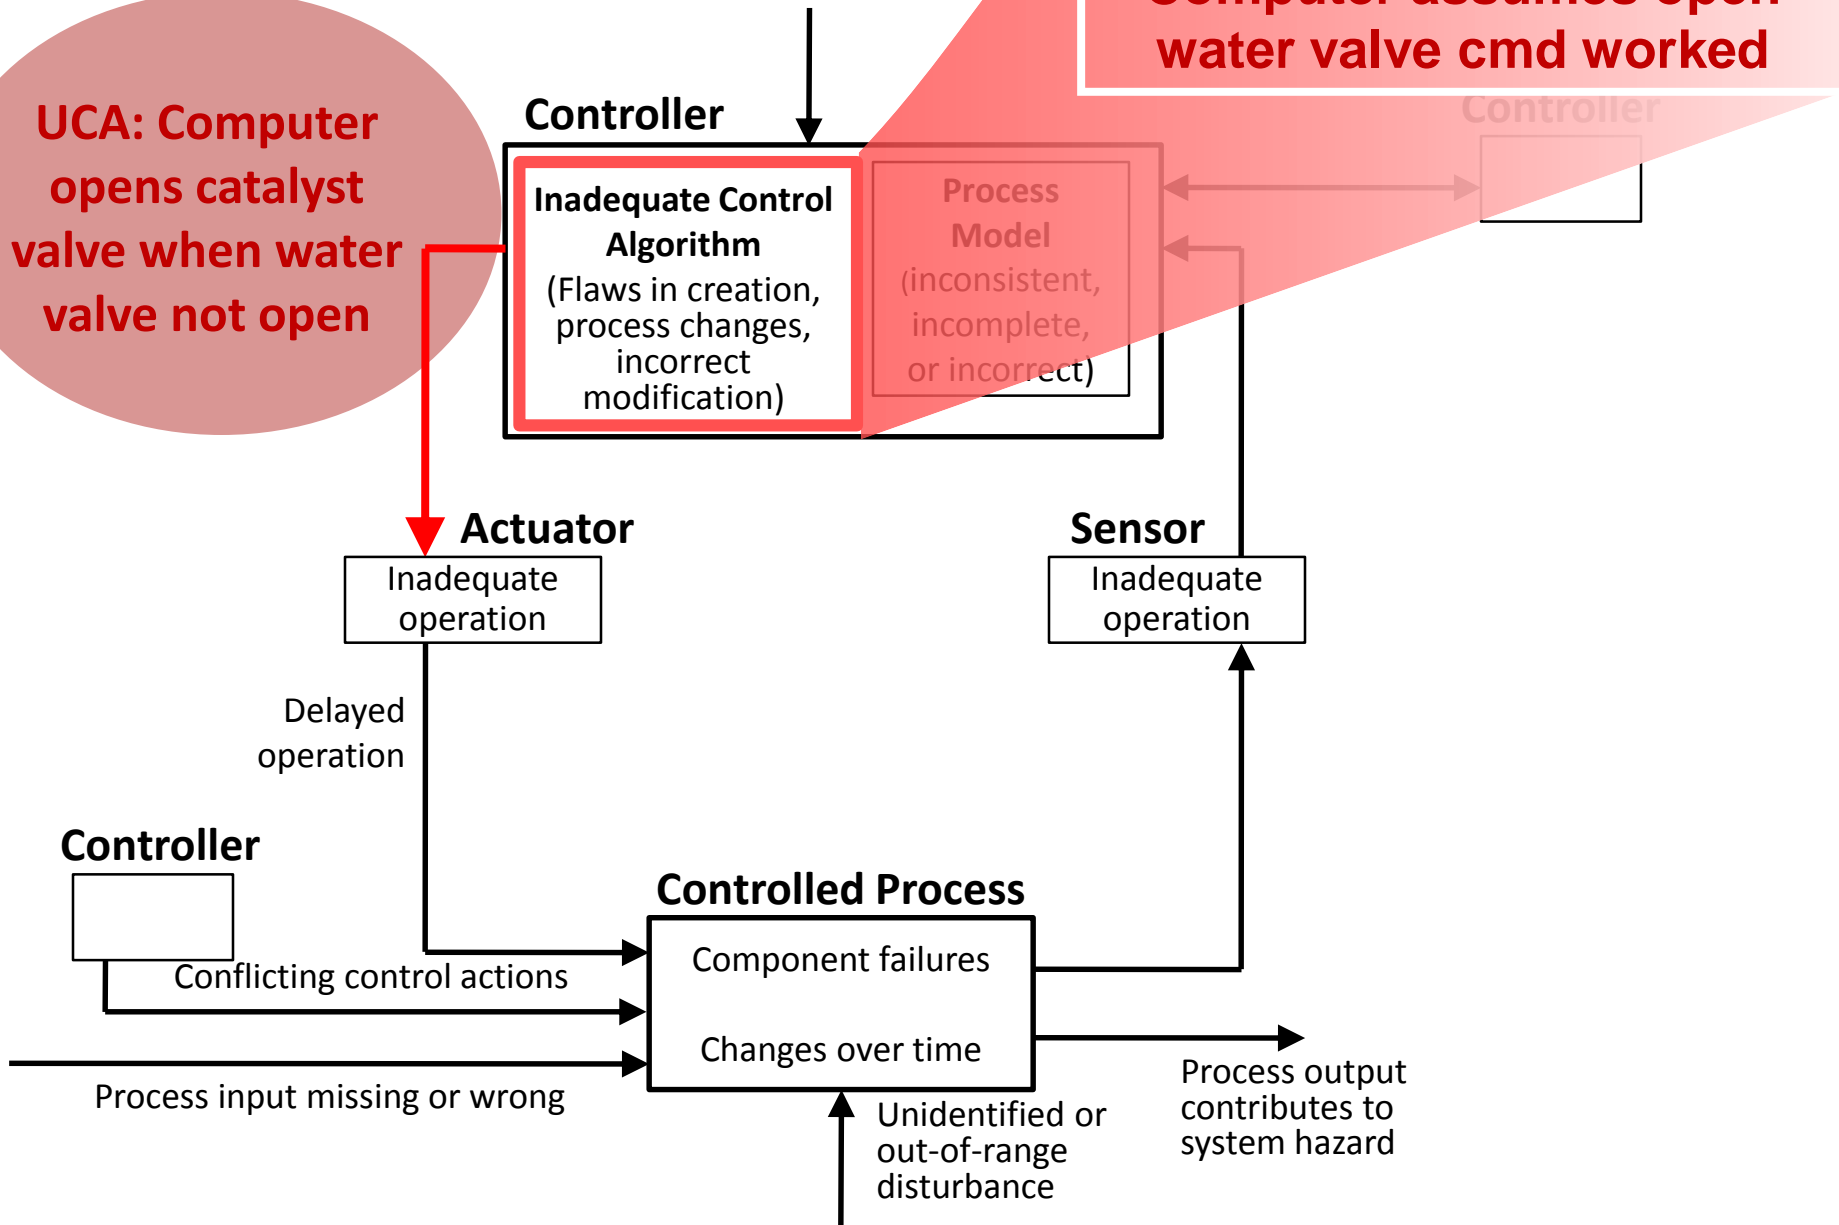 Computer assumes open
water valve cmd worked
UCA: Computer
opens catalyst
valve when water
valve not open
Controller
Controller
Inadequate Control
Algorithm
(Flaws in creation,
process changes,
incorrect
modification)
Process
Model
(inconsistent,
incomplete,
or incorrect)
Actuator
Inadequate
operation
Sensor
Inadequate
operation
Delayed
operation
Controller
Controlled Process
Component failures
Conflicting control actions
Changes over time
Process input missing or wrong
Process output
contributes to
system hazard
Unidentified or
out-of-range
disturbance